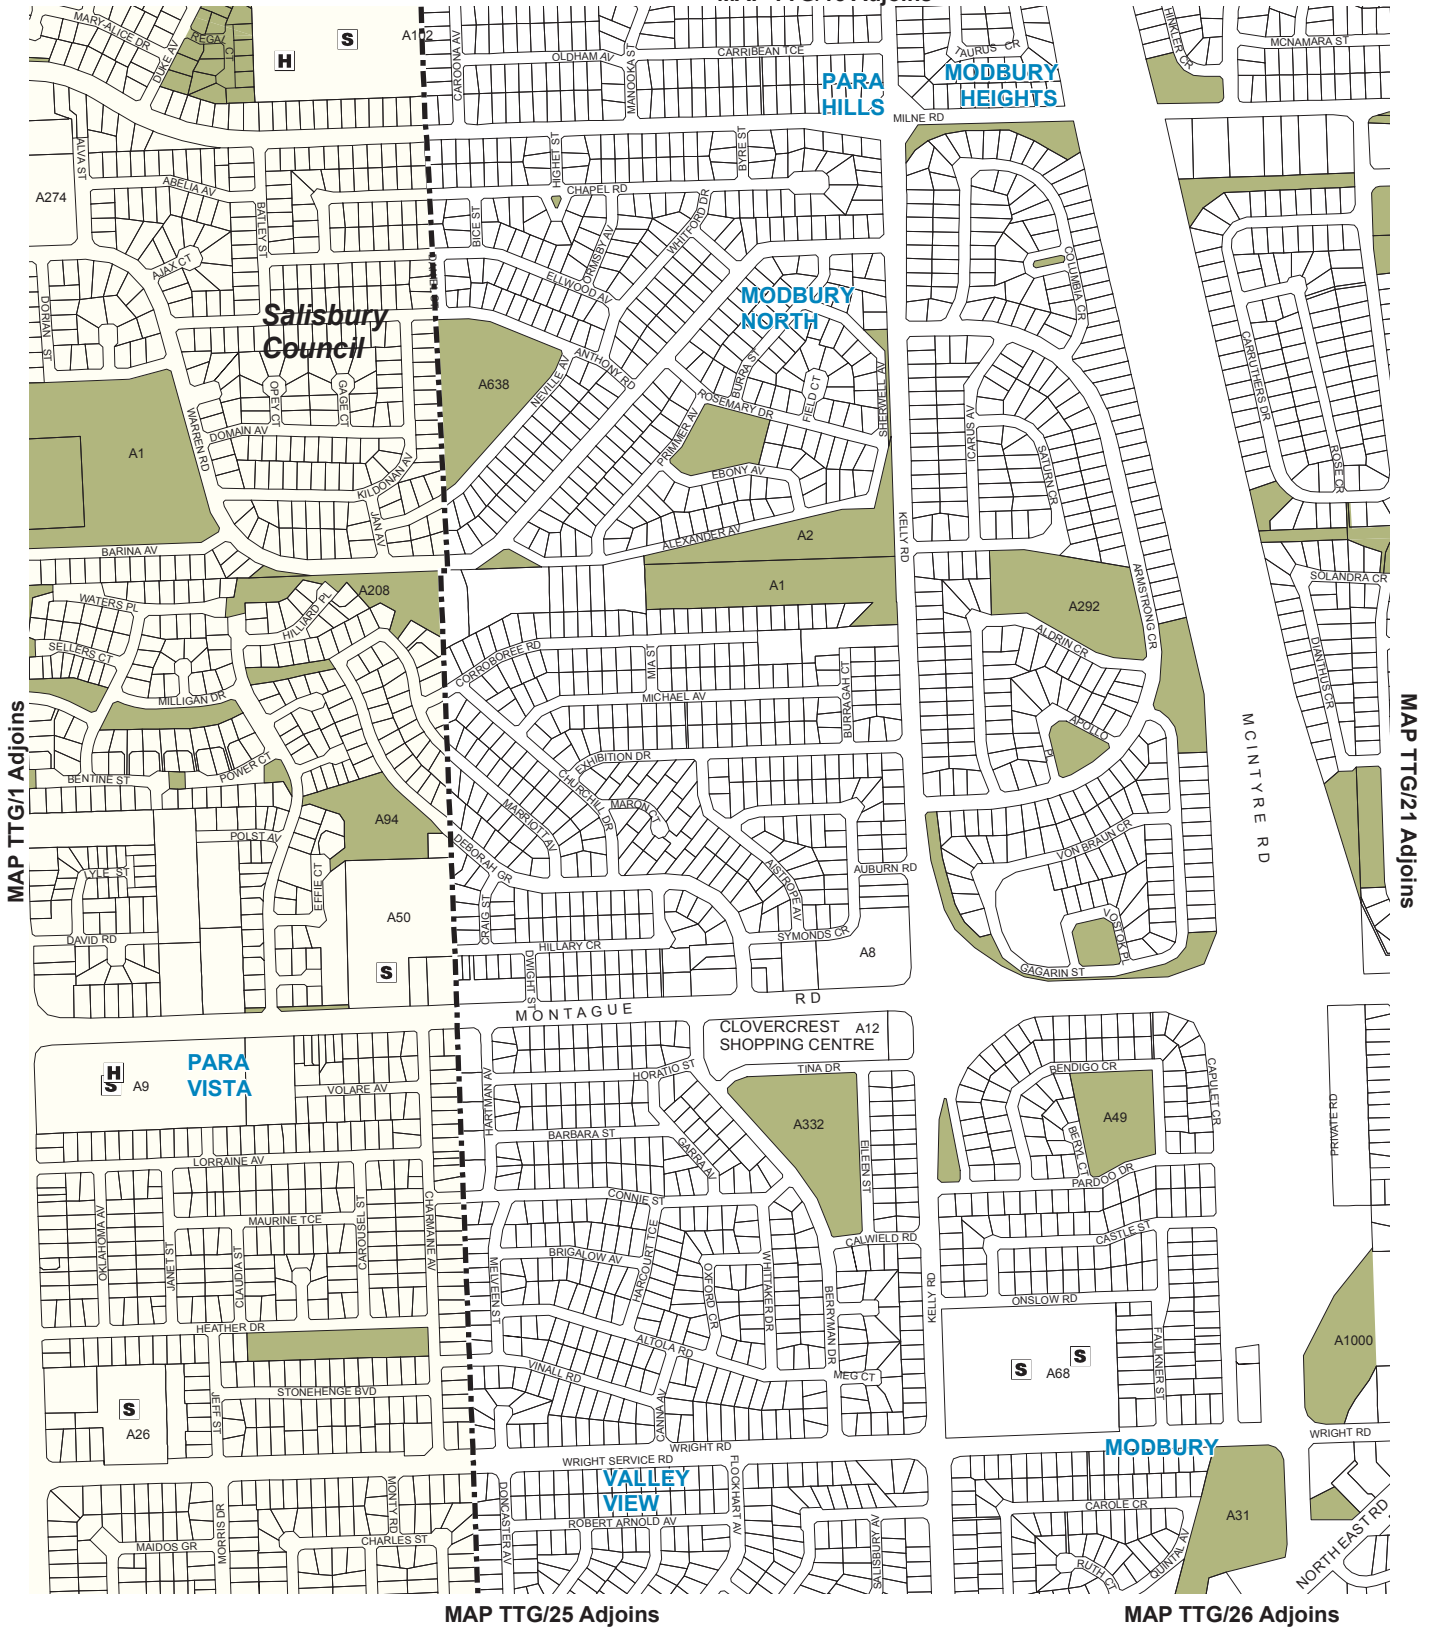 MARY ALICE DR
DUKE AV
CT
H
S
A102
CAROONA AV
OLDHAM AV
MANOOKA ST
CARRIBEAN TCE
PARA
HILLS
TAURUS CR
MODBURY
HEIGHTS
HINKLER CR
MCNAMARA ST
MILNE RD
ALVA ST
ABELIA AV
A274
BATLEY ST
AJAX CT
HIGHET ST
BYRE ST
CHAPEL RD
BICE ST
ORMSBY AV
WHITFORD DR
ELLWOOD AV
COLUMBIA CR
DORIAN ST
Salisbury
Council
MODBURY
NORTH
ANTHONY RD
A638
NEVILLE AV
BURRA ST
ROSEMARY DR
FIELD CT
SHERWELL AV
CARRUTHERS DR
OPEY CT
GAGE CT
WARREN RD
DOMAIN AV
A1
KILDONAN AV
JAN AV
PRIMMER AV
EBONY AV
ICARUS AV
SATURN CR
ROSE CR
BARINA AV
ALEXANDER AV
A2
KELLY RD
A1
A208
WATERS PL
HILLIARD PL
A292
ARMSTRONG CR
SOLANDRA CR
SELLERS CT
CORROBOREE RD
MIA ST
ALDRIN CR
DIANTHUS CR
MILLIGAN DR
MICHAEL AV
BURRAGAH CT
APOLLO
PL
MAP TTG/1 Adjoins
MAP TTG/21 Adjoins
MCINTYRE RD
BENTINE ST
POWER CT
EXHIBITION DR
CHURCHILL DR
MARON CT
MARRIOTT AV
A94
POLST AV
DEBORAH GR
VON BRAUN CR
LYLE ST
EFFIE CT
ASTROPE AV
AUBURN RD
A50
CRAIG ST
VOSTOK PL
DAVID RD
HILLARY CR
SYMONDS CR
A8
S
DWIGHT ST
GAGARIN ST
MONTAGUE RD
CLOVERCREST
SHOPPING CENTRE
A12
PARA
VISTA
H
S
A9
VOLARE AV
HARTMAN AV
HORATIO ST
TINA DR
BENDIGO CR
CAPULET CR
A332
A49
PRIVATE RD
BARBARA ST
GARRA AV
EILEEN ST
BERYL CT
LORRAINE AV
PARDOO DR
CONNIE ST
OKLAHOMA AV
MAURINE TCE
CAROUSEL ST
CHARMAINE AV
CASTLE ST
JANET ST
CLAUDIA ST
BRIGALOW AV
HARCOURT TCE
CALWIELD RD
MELVEEN ST
OXFORD CR
WHITTAKER DR
BERRYMAN DR
KELLY RD
ONSLOW RD
HEATHER DR
ALTOLA RD
FAULKNER ST
A1000
VINALL RD
MEG CT
S
A68
S
STONEHENGE BVD
JEFF ST
S
A26
CANNA AV
WRIGHT RD
MODBURY
WRIGHT RD
WRIGHT SERVICE RD
VALLEY
VIEW
FLOCKHART AV
DONCASTER AV
MONTY RD
MORRIS DR
ROBERT ARNOLD AV
SALISBURY AV
CAROLE CR
A31
MAIDOS GR
CHARLES ST
RUTH CT
QUINTAL AV
NORTH EAST RD
MAP TTG/25 Adjoins
MAP TTG/26 Adjoins